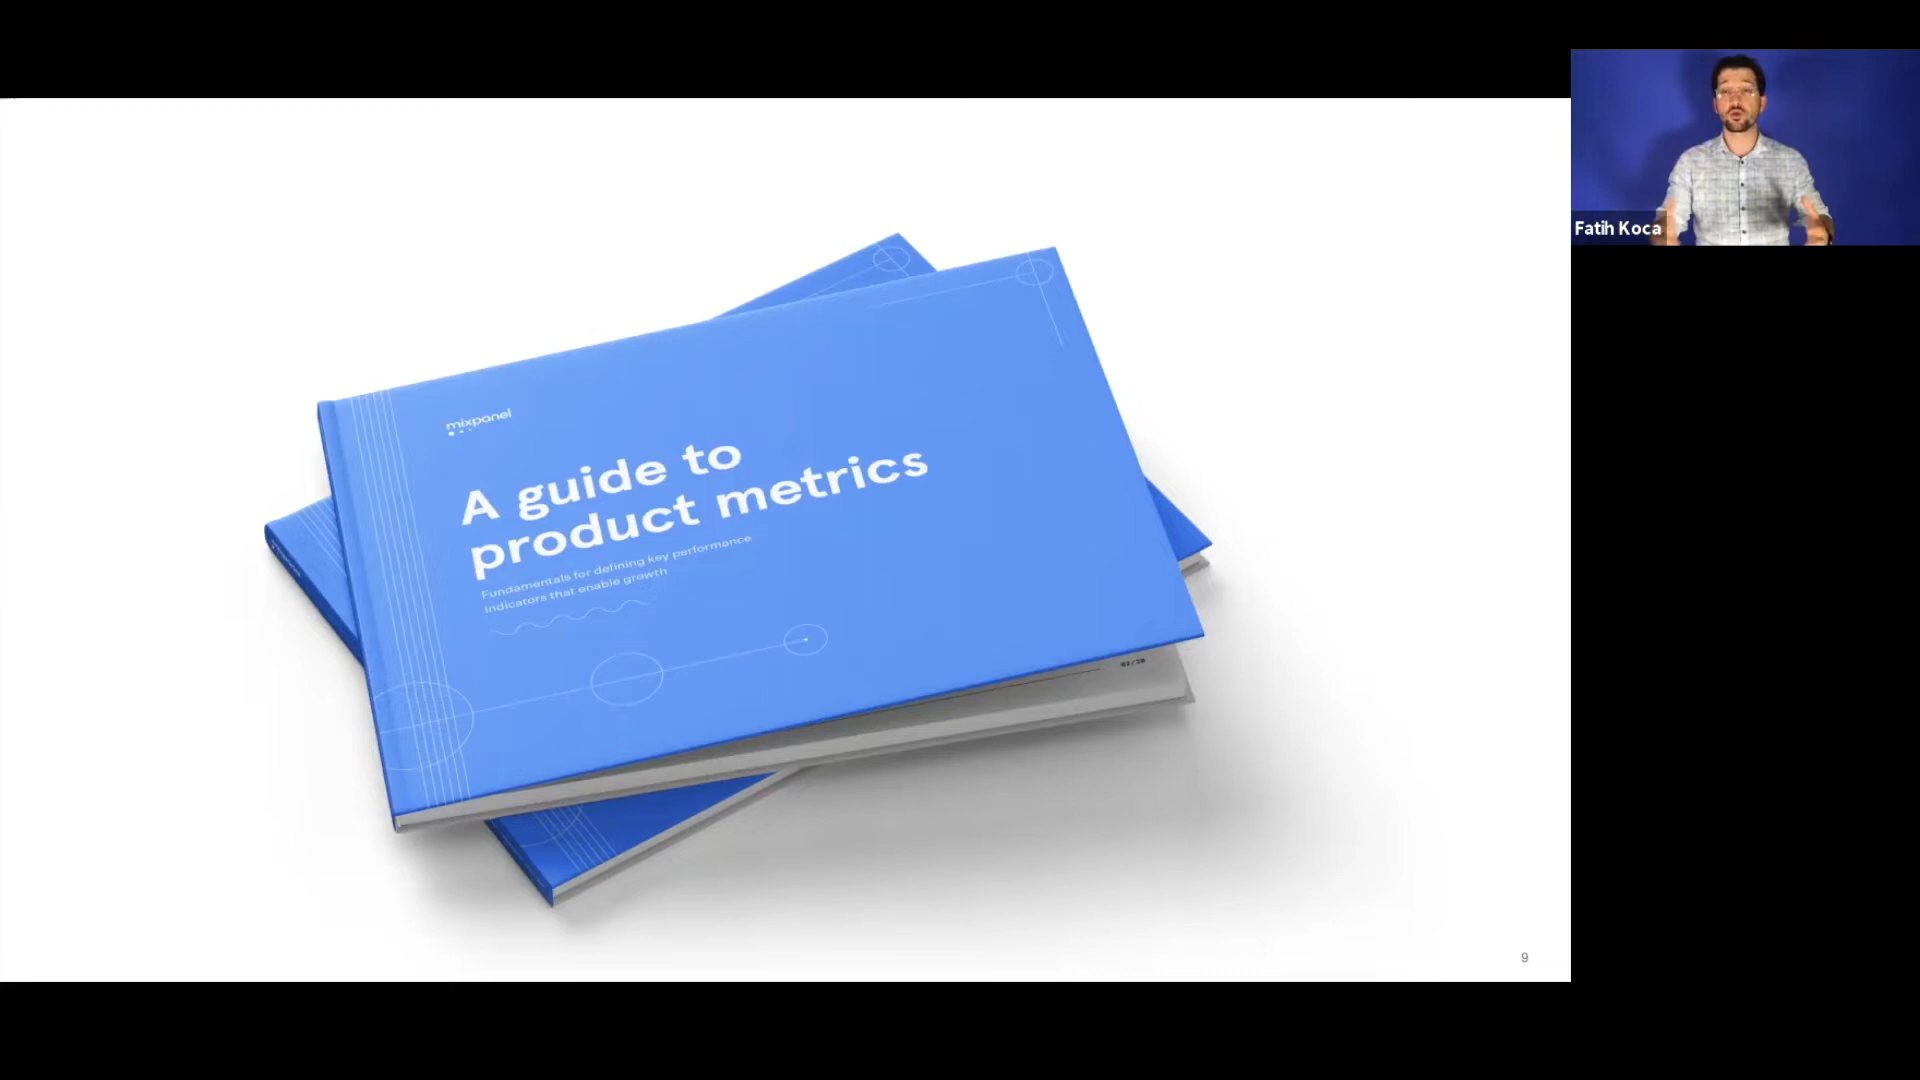 mixpanel
A guide to
product metrics
Fundamentals for defining key performance
indicators that enable growth
9
Fatih Koca